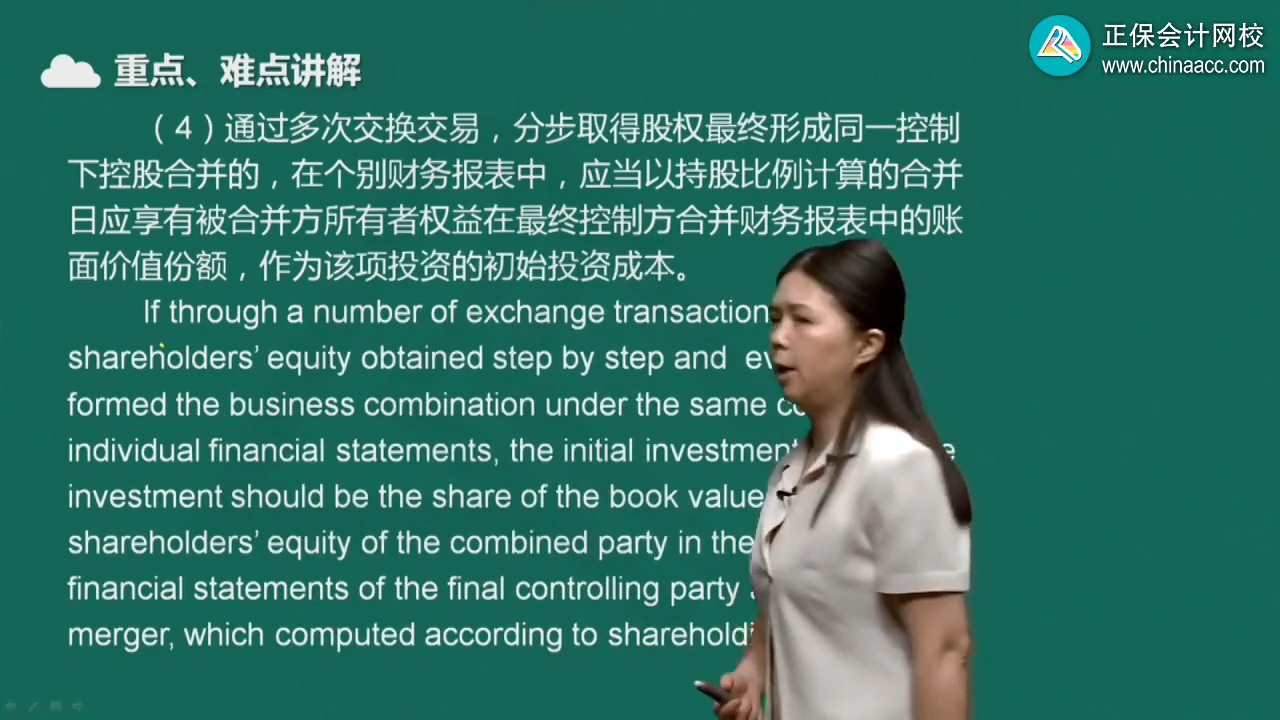 正保会计网校
www.chinaacc.com
重点、难点讲解
（4）通过多次交换交易，分步取得股权最终形成同一控制
下控股合并的，在个别财务报表中，应当以持股比例计算的合并
日应享有被合并方所有者权益在最终控制方合并财务报表中的账
面价值份额，作为该项投资的初始投资成本。
If through a number of exchange transaction
shareholders’ equity obtained step by step and
formed the business combination under the same
individual financial statements, the initial investment
investment should be the share of the book value
shareholders’ equity of the combined party in the
financial statements of the final controlling party
merger, which computed according to